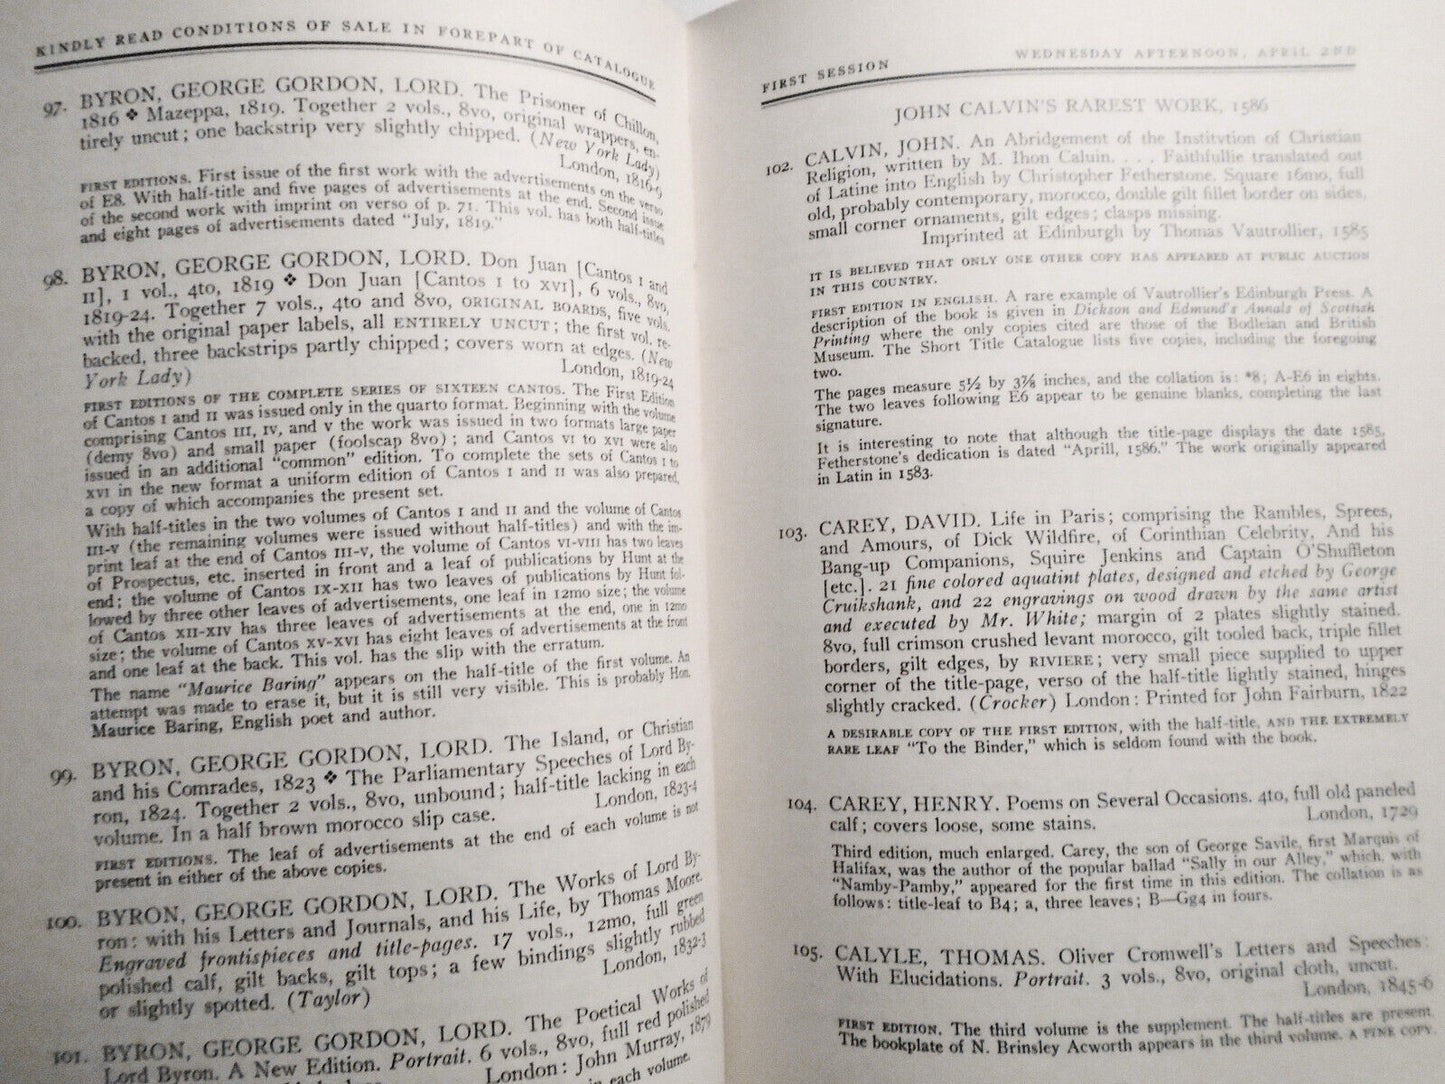 KINDLY READ CONDITIONS OF SALE IN FOREPART OF CATALOGUE
97. BYRON, GEORGE GORDON, LORD. The Prisoner of Chillon,
1816 ❖ Mazeppa, 1819. Together 2 vols., 8vo, original wrappers, en-
tirely uncut; one backstrip very slightly chipped. (New York Lady)
London, 1816-9
FIRST EDITIONS. First issue of the first work with the advertisements on the verso
of E8. With half-title and five pages of advertisements at the end. Second issue
of the second work with imprint on verso of p. 71. This vol. has both half-titles
and eight pages of advertisements dated "July, 1819."
98. BYRON, GEORGE GORDON, LORD. Don Juan [Cantos I and
II], 1 vol., 4to, 1819 ❖ Don Juan [Cantos I to XVI], 6 vols., 8vo,
1819-24. Together 7 vols., 4to and 8vo, ORIGINAL BOARDS, five vols.
with the original paper labels, all ENTIRELY UNCUT; the first vol. re-
backed, three backstrips partly chipped; covers worn at edges. (New
York Lady)
London, 1819-24
FIRST EDITIONS OF THE COMPLETE SERIES OF SIXTEEN CANTOS. The First Edition
of Cantos I and II was issued only in the quarto format. Beginning with the volume
comprising Cantos III, IV, and V the work was issued in two formats large paper
(demy 8vo) and small paper (foolscap 8vo); and Cantos VI to XVI were also
issued in an additional "common" edition. To complete the sets of Cantos I to
XVI in the new format a uniform edition of Cantos I and II was also prepared,
a copy of which accompanies the present set.
With half-titles in the two volumes of Cantos I and II and the volume of Cantos
III-V (the remaining volumes were issued without half-titles) and with the im-
print leaf at the end of Cantos III-V, the volume of Cantos VI-VIII has two leaves
of Prospectus, etc. inserted in front and a leaf of publications by Hunt at the
end; the volume of Cantos IX-XII has two leaves of publications by Hunt fol-
lowed by three other leaves of advertisements, one leaf in 12mo size; the volume
of Cantos XII-XIV has three leaves of advertisements at the end, one in 12mo
size; the volume of Cantos XV-XVI has eight leaves of advertisements at the front
and one leaf at the back. This vol. has the slip with the erratum.
The name "Maurice Baring" appears on the half-title of the first volume. An
attempt was made to erase it, but it is still very visible. This is probably Hon.
Maurice Baring, English poet and author.
99. BYRON, GEORGE GORDON, LORD. The Island, or Christian
and his Comrades, 1823 ❖ The Parliamentary Speeches of Lord By-
ron, 1824. Together 2 vols., 8vo, unbound; half-title lacking in each
volume. In a half brown morocco slip case.
London, 1823-4
FIRST EDITIONS. The leaf of advertisements at the end of each volume is not
present in either of the above copies.
100. BYRON, GEORGE GORDON, LORD. The Works of Lord By-
ron: with his Letters and Journals, and his Life, by Thomas Moore.
Engraved frontispieces and title-pages. 17 vols., 12mo, full green
polished calf, gilt backs, gilt tops; a few bindings slightly rubbed
or slightly spotted. (Taylor)
London, 1832-3
101. BYRON, GEORGE GORDON, LORD. The Poetical Works of
Lord Byron. A New Edition. Portrait. 6 vols., 8vo, full red polished
London: John Murray, 1879
in each volume.
FIRST SESSION
WEDNESDAY AFTERNOON, APRIL 2ND
JOHN CALVIN'S RAREST WORK, 1586
102. CALVIN, JOHN. An Abridgement of the Institvtion of Christian
Religion, written by M. Ihon Caluin. . . . Faithfullie translated out
of Latine into English by Christopher Fetherstone. Square 16mo, full
old, probably contemporary, morocco, double gilt fillet border on sides,
small corner ornaments, gilt edges; clasps missing.
Imprinted at Edinburgh by Thomas Vautrollier, 1585
IT IS BELIEVED THAT ONLY ONE OTHER COPY HAS APPEARED AT PUBLIC AUCTION
IN THIS COUNTRY.
FIRST EDITION IN ENGLISH. A rare example of Vautrollier's Edinburgh Press. A
description of the book is given in Dickson and Edmund's Annals of Scottish
Printing where the only copies cited are those of the Bodleian and British
Museum. The Short Title Catalogue lists five copies, including the foregoing
two.
The pages measure 5½ by 3⅞ inches, and the collation is: *8; A-E6 in eights.
The two leaves following E6 appear to be genuine blanks, completing the last
signature.
It is interesting to note that although the title-page displays the date 1585,
Fetherstone's dedication is dated "Aprill, 1586." The work originally appeared
in Latin in 1583.
103. CAREY, DAVID. Life in Paris; comprising the Rambles, Sprees,
and Amours, of Dick Wildfire, of Corinthian Celebrity, And his
Bang-up Companions, Squire Jenkins and Captain O'Shuffleton
[etc.]. 21 fine colored aquatint plates, designed and etched by George
Cruikshank, and 22 engravings on wood drawn by the same artist
and executed by Mr. White; margin of 2 plates slightly stained.
8vo, full crimson crushed levant morocco, gilt tooled back, triple fillet
borders, gilt edges, by RIVIERE; very small piece supplied to upper
corner of the title-page, verso of the half-title lightly stained, hinges
slightly cracked. (Crocker) London: Printed for John Fairburn, 1822
A DESIRABLE COPY OF THE FIRST EDITION, with the half-title, AND THE EXTREMELY
RARE LEAF "To the Binder," which is seldom found with the book.
104. CAREY, HENRY. Poems on Several Occasions. 4to, full old paneled
calf; covers loose, some stains.
London, 1729
Third edition, much enlarged. Carey, the son of George Savile, first Marquis of
Halifax, was the author of the popular ballad "Sally in our Alley," which, with
"Namby-Pamby," appeared for the first time in this edition. The collation is as
follows: title-leaf to B4; a, three leaves; B—Gg4 in fours.
105. CALYLE, THOMAS. Oliver Cromwell's Letters and Speeches:
With Elucidations. Portrait. 3 vols., 8vo, original cloth, uncut.
London, 1845-6
FIRST EDITION. The third volume is the supplement. The half-titles are present.
The bookplate of N. Brinsley Acworth appears in the third volume. A FINE COPY.